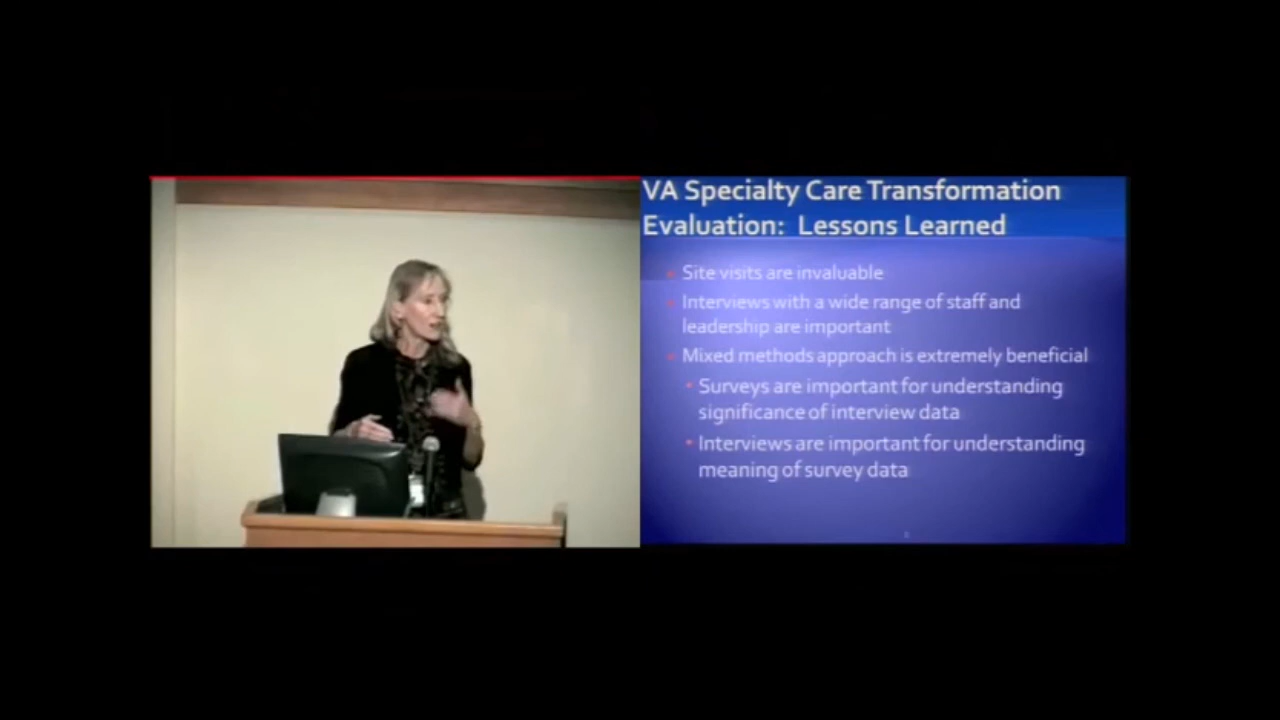 VA Specialty Care Transformation
Evaluation: Lessons Learned
Site visits are invaluable
Interviews with a wide range of staff and
leadership are important
Mixed methods approach is extremely beneficial
Surveys are important for understanding
significance of interview data
Interviews are important for understanding
meaning of survey data